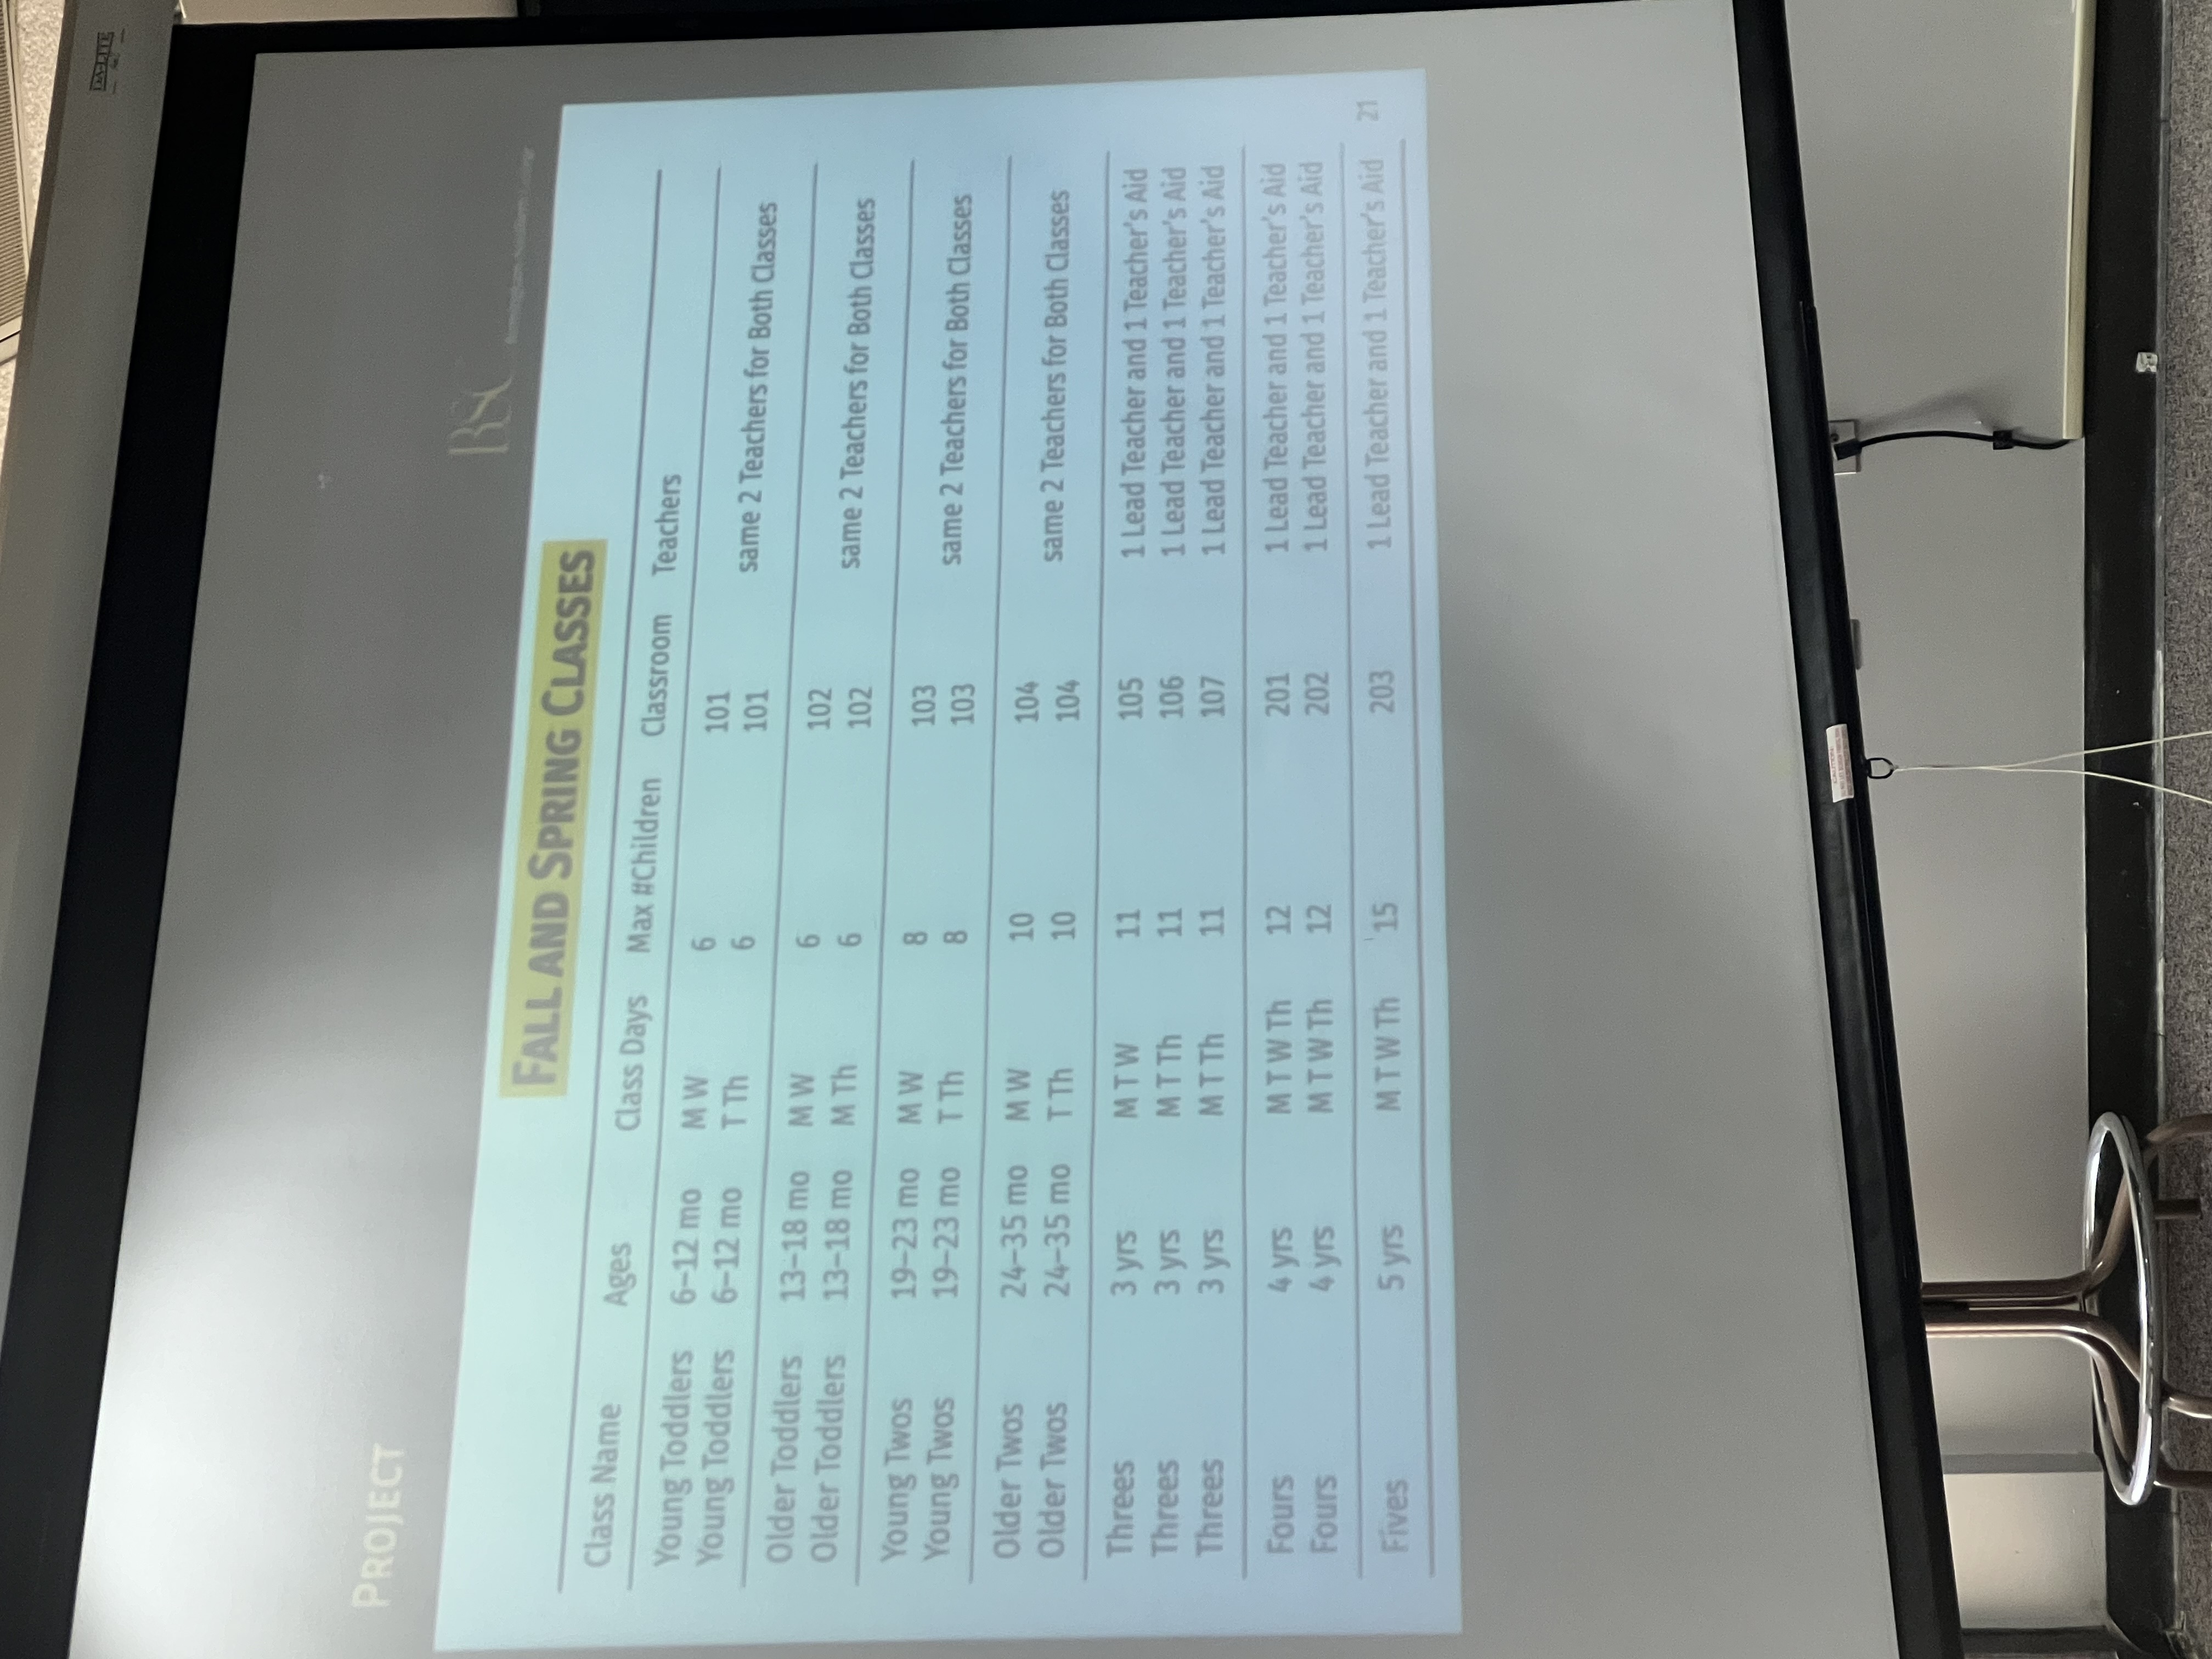 DA-LITE
PROJECT
BSC
Birmingham-Southern College
FALL AND SPRING CLASSES
Class Name Ages Class Days Max #Children Classroom Teachers
Young Toddlers 6–12 mo M W 6 101
Young Toddlers 6–12 mo T Th 6 101
same 2 Teachers for Both Classes
Older Toddlers 13–18 mo M W 6 102
Older Toddlers 13–18 mo M Th 6 102
same 2 Teachers for Both Classes
Young Twos 19–23 mo M W 8 103
Young Twos 19–23 mo T Th 8 103
same 2 Teachers for Both Classes
Older Twos 24–35 mo M W 10 104
Older Twos 24–35 mo T Th 10 104
same 2 Teachers for Both Classes
Threes 3 yrs M T W 11 105 1 Lead Teacher and 1 Teacher's Aid
Threes 3 yrs M T Th 11 106 1 Lead Teacher and 1 Teacher's Aid
Threes 3 yrs M T Th 11 107 1 Lead Teacher and 1 Teacher's Aid
Fours 4 yrs M T W Th 12 201 1 Lead Teacher and 1 Teacher's Aid
Fours 4 yrs M T W Th 12 202 1 Lead Teacher and 1 Teacher's Aid
Fives 5 yrs M T W Th 15 203 1 Lead Teacher and 1 Teacher's Aid
21
CAUTION